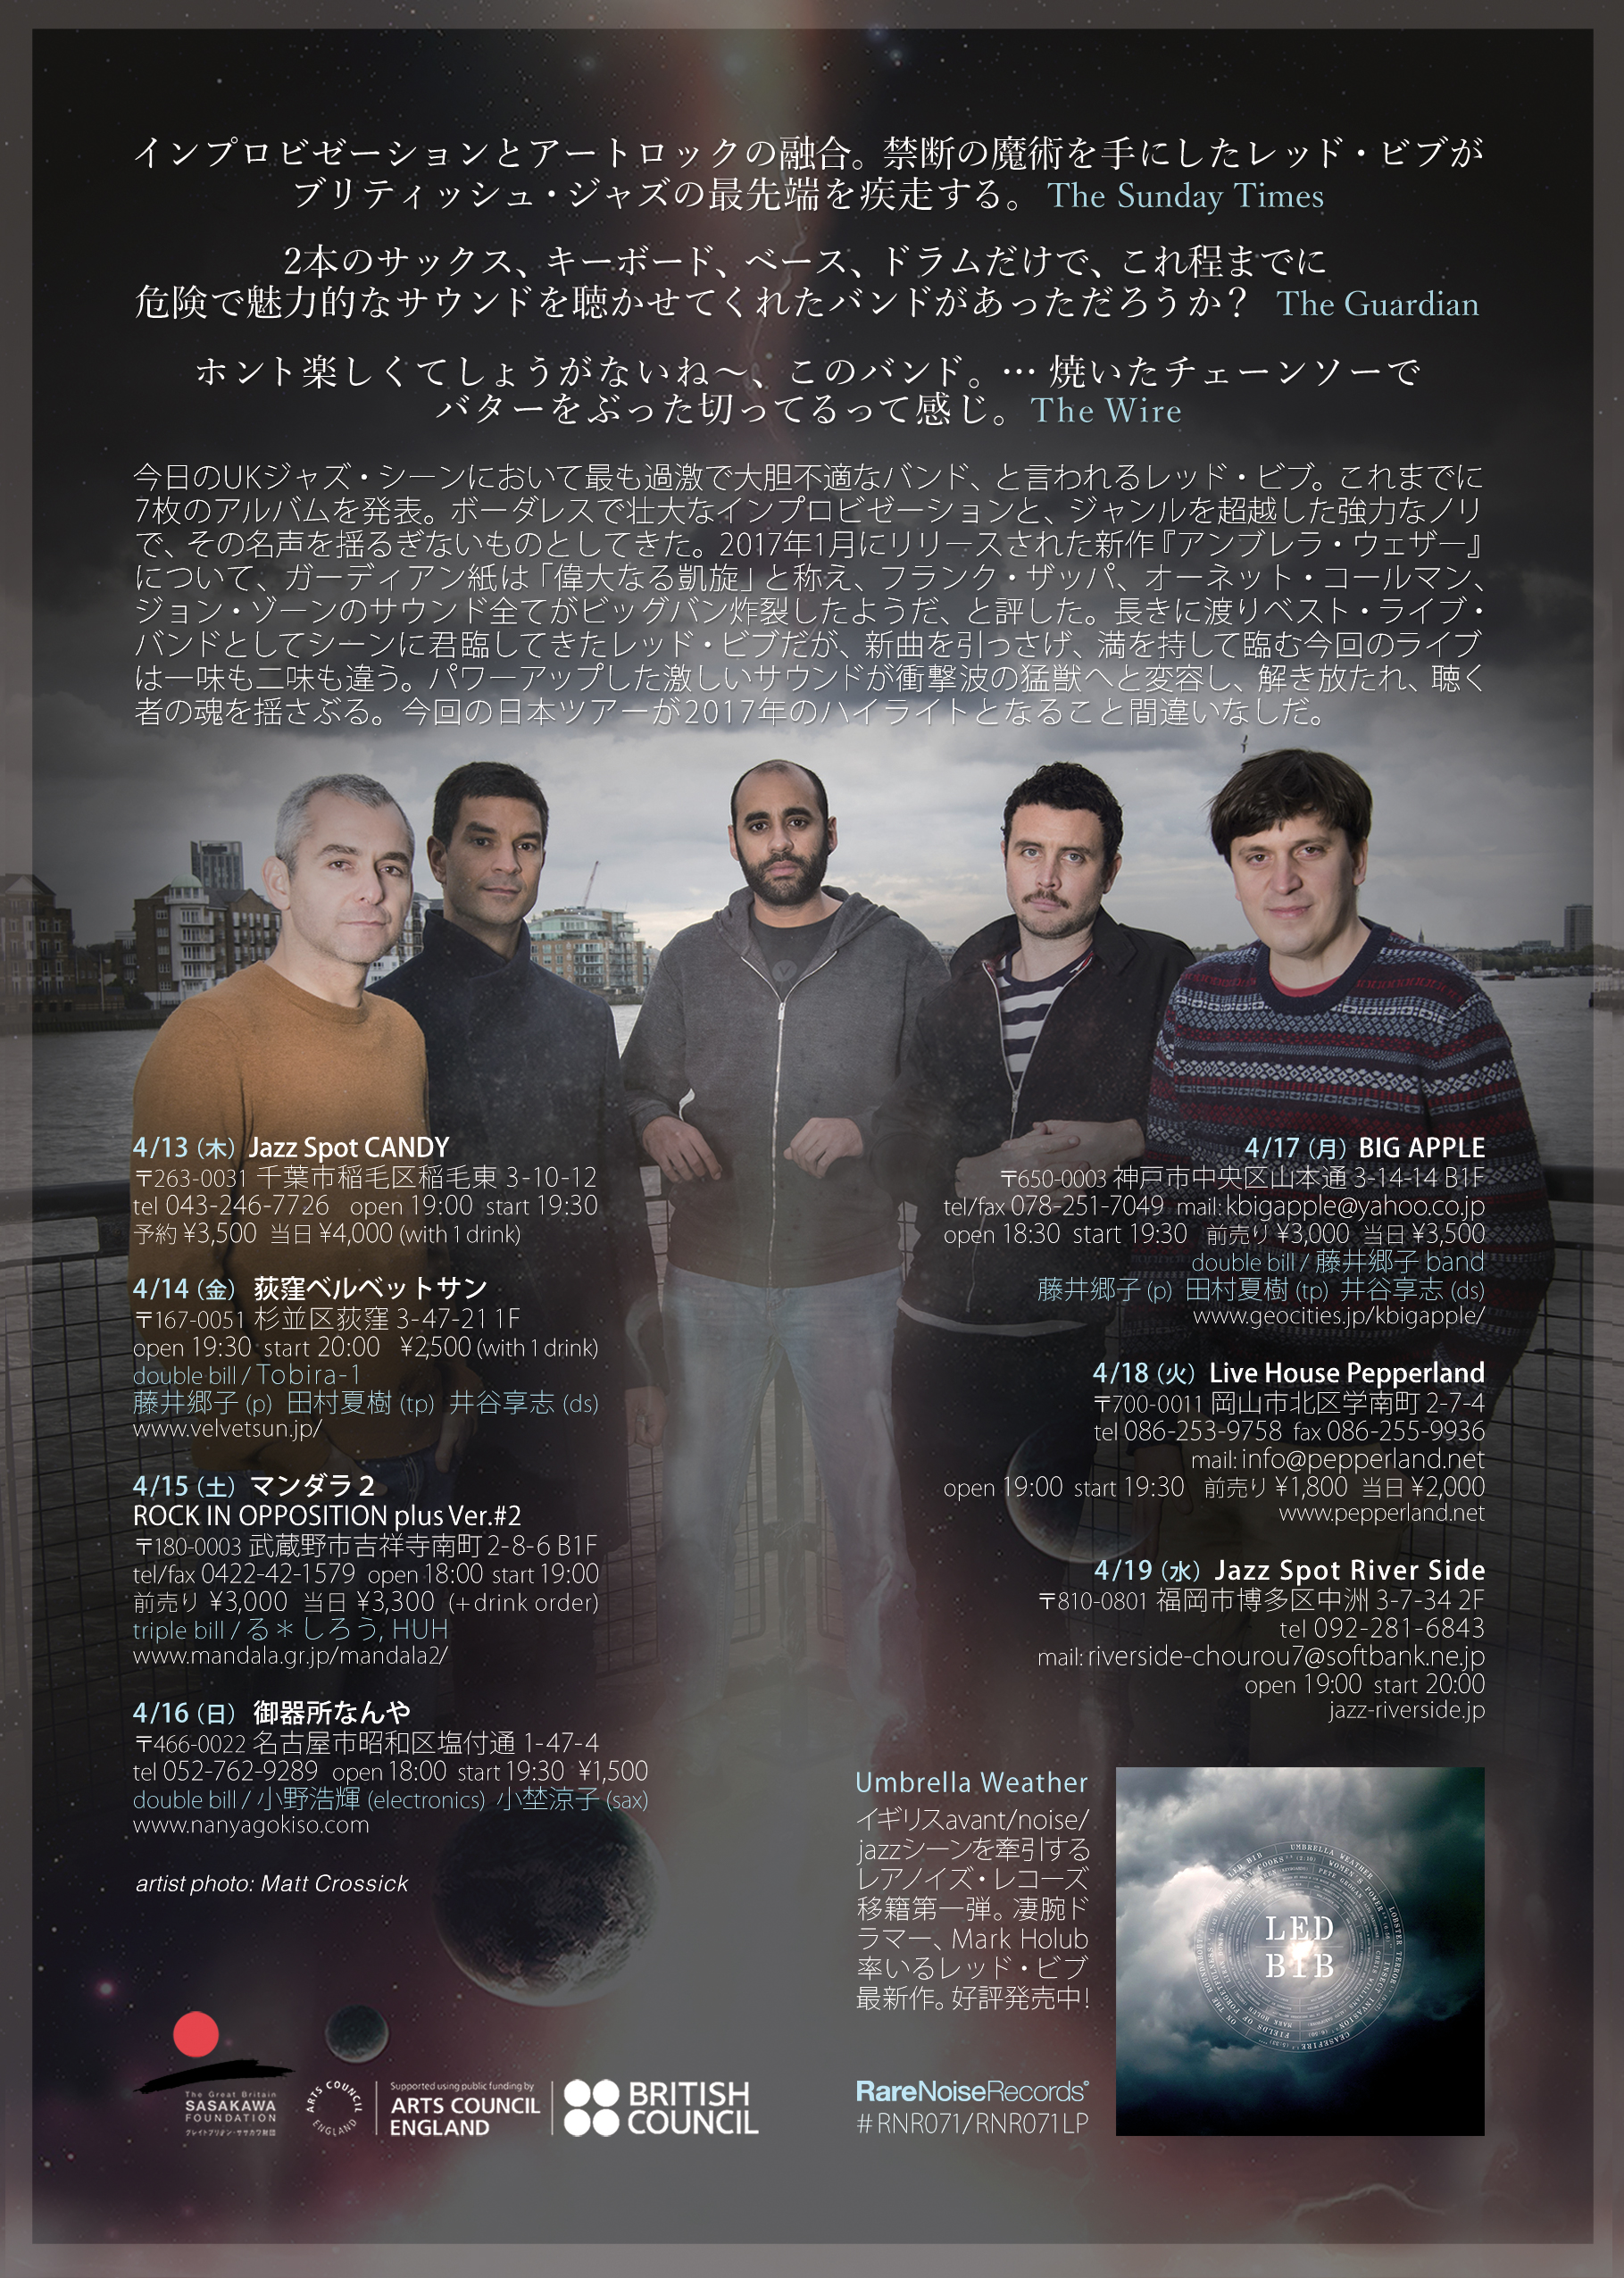 インプロビゼーションとアートロックの融合。禁断の魔術を手にしたレッド・ビブが
ブリティッシュ・ジャズの最先端を疾走する。 The Sunday Times
2本のサックス、キーボード、ベース、ドラムだけで、これ程までに
危険で魅力的なサウンドを聴かせてくれたバンドがあっただろうか？ The Guardian
ホント楽しくてしょうがないね〜、このバンド。… 焼いたチェーンソーで
バターをぶった切ってるって感じ。The Wire
今日のUKジャズ・シーンにおいて最も過激で大胆不適なバンド、と言われるレッド・ビブ。これまでに
7枚のアルバムを発表。ボーダレスで壮大なインプロビゼーションと、ジャンルを超越した強力なノリ
で、その名声を揺るぎないものとしてきた。2017年1月にリリースされた新作『アンブレラ・ウェザー』
について、ガーディアン紙は「偉大なる凱旋」と称え、フランク・ザッパ、オーネット・コールマン、
ジョン・ゾーンのサウンド全てがビッグバン炸裂したようだ、と評した。長きに渡りベスト・ライブ・
バンドとしてシーンに君臨してきたレッド・ビブだが、新曲を引っさげ、満を持して臨む今回のライブ
は一味も二味も違う。パワーアップした激しいサウンドが衝撃波の猛獣へと変容し、解き放たれ、聴く
者の魂を揺さぶる。今回の日本ツアーが2017年のハイライトとなること間違いなしだ。
4/13（木）Jazz Spot CANDY
〒263-0031 千葉市稲毛区稲毛東 3-10-12
tel 043-246-7726 open 19:00 start 19:30
予約 ¥3,500 当日 ¥4,000 (with 1 drink)
4/14（金）荻窪ベルベットサン
〒167-0051 杉並区荻窪 3-47-21 1F
open 19:30 start 20:00 ¥2,500 (with 1 drink)
double bill / Tobira-1
藤井郷子 (p) 田村夏樹 (tp) 井谷享志 (ds)
www.velvetsun.jp/
4/15（土）マンダラ２
ROCK IN OPPOSITION plus Ver.#2
〒180-0003 武蔵野市吉祥寺南町 2-8-6 B1F
tel/fax 0422-42-1579 open 18:00 start 19:00
前売り ¥3,000 当日 ¥3,300 (+drink order)
triple bill / る＊しろう, HUH
www.mandala.gr.jp/mandala2/
4/16（日）御器所なんや
〒466-0022 名古屋市昭和区塩付通 1-47-4
tel 052-762-9289 open 18:00 start 19:30 ¥1,500
double bill / 小野浩輝 (electronics) 小埜涼子 (sax)
www.nanyagokiso.com
artist photo: Matt Crossick
4/17（月）BIG APPLE
〒650-0003 神戸市中央区山本通 3-14-14 B1F
tel/fax 078-251-7049 mail: kbigapple@yahoo.co.jp
open 18:30 start 19:30 前売り ¥3,000 当日 ¥3,500
double bill / 藤井郷子 band
藤井郷子 (p) 田村夏樹 (tp) 井谷享志 (ds)
www.geocities.jp/kbigapple/
4/18（火）Live House Pepperland
〒700-0011 岡山市北区学南町 2-7-4
tel 086-253-9758 fax 086-255-9936
mail: info@pepperland.net
open 19:00 start 19:30 前売り ¥1,800 当日 ¥2,000
www.pepperland.net
4/19（水）Jazz Spot River Side
〒810-0801 福岡市博多区中洲 3-7-34 2F
tel 092-281-6843
mail: riverside-chourou7@softbank.ne.jp
open 19:00 start 20:00
jazz-riverside.jp
Umbrella Weather
イギリスavant/noise/
jazzシーンを牽引する
レアノイズ・レコーズ
移籍第一弾。凄腕ド
ラマー、Mark Holub
率いるレッド・ビブ
最新作。好評発売中!
RareNoiseRecords
#RNR071/RNR071LP
LED
BIB
UMBRELLA WEATHER
The Great Britain
SASAKAWA
FOUNDATION
グレイトブリテン・ササカワ財団
ARTS COUNCIL
ENGLAND
Supported using public funding by
ARTS COUNCIL
ENGLAND
BRITISH
COUNCIL